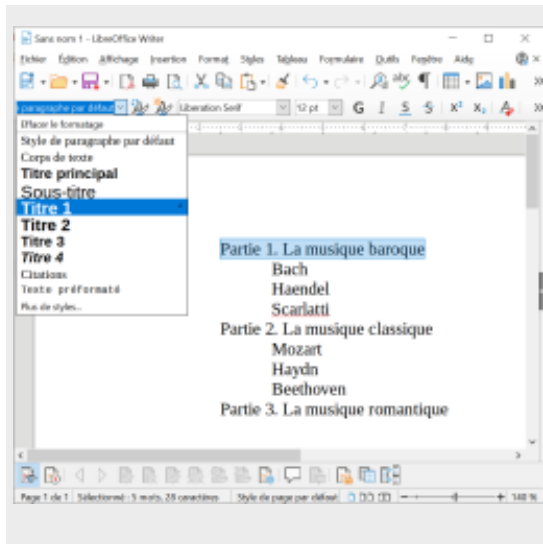 Sans nom 1 - LibreOffice Writer
Fichier Édition Affichage Insertion Format Styles Tableau Formulaire Outils Fenêtre Aide
paragraphe par défaut Liberation Serif 12 pt G I S S X² X₂ A
Effacer le formatage
Style de paragraphe par défaut
Corps de texte
Titre principal
Sous-titre
Titre 1
Titre 2
Titre 3
Titre 4
Citations
Texte préformaté
Plus de styles...
Partie 1. La musique baroque
Bach
Haendel
Scarlatti
Partie 2. La musique classique
Mozart
Haydn
Beethoven
Partie 3. La musique romantique
Page 1 de 1 Sélectionné : 5 mots, 28 caractères Style de page par défaut 140 %